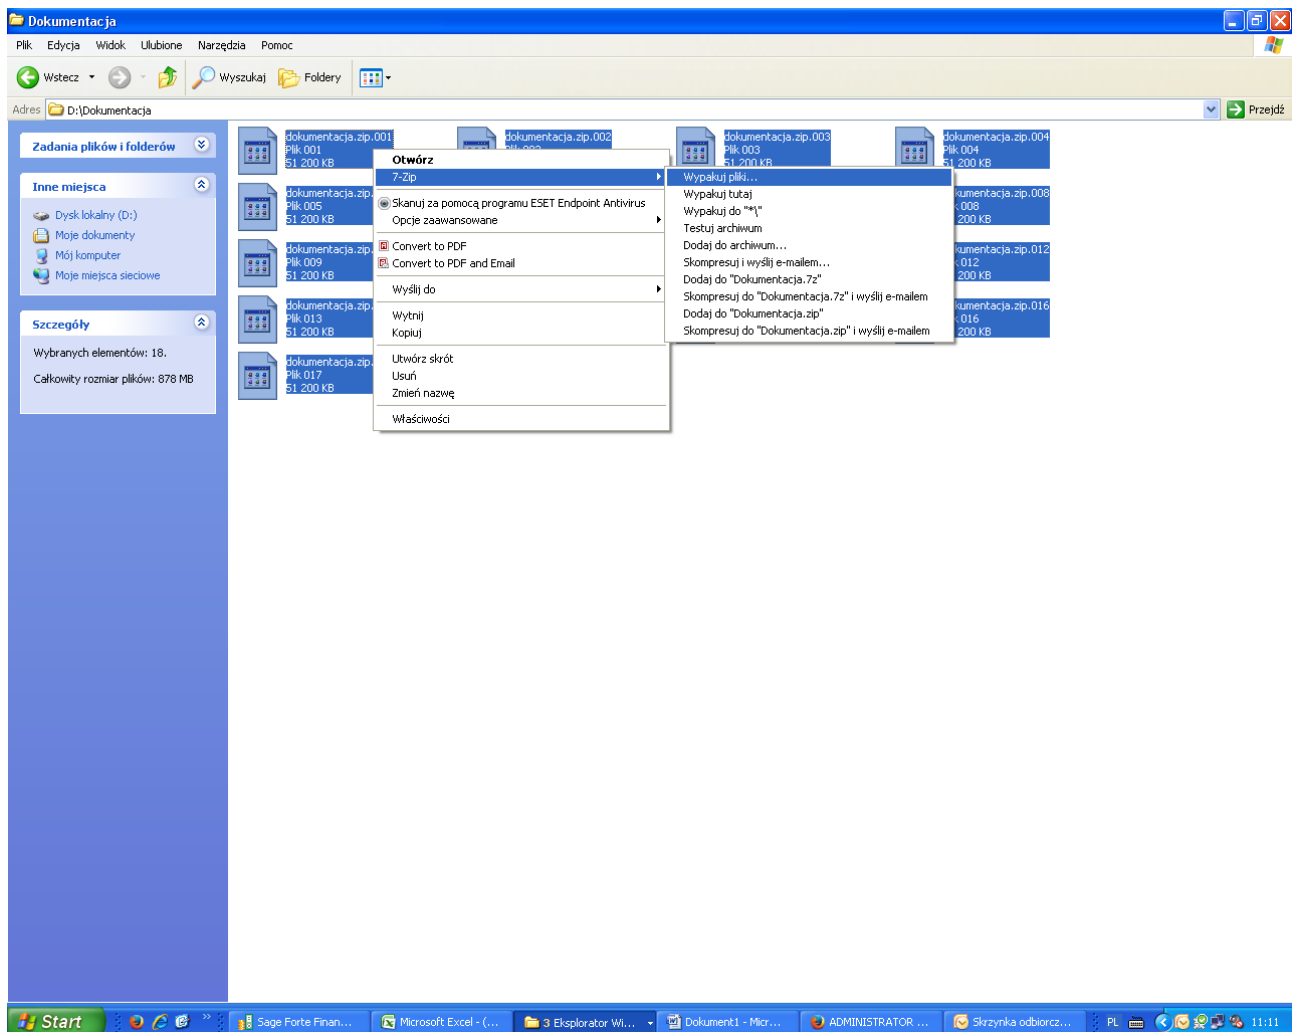 Dokumentacja
Plik Edycja Widok Ulubione Narzędzia Pomoc
Wstecz Wyszukaj Foldery
Adres D:\Dokumentacja Przejdź
Zadania plików i folderów
Inne miejsca
Dysk lokalny (D:)
Moje dokumenty
Mój komputer
Moje miejsca sieciowe
Szczegóły
Wybranych elementów: 18.
Całkowity rozmiar plików: 878 MB
dokumentacja.zip.001
Plik 001
51 200 KB
dokumentacja.zip.002
dokumentacja.zip.003
Plik 003
51 200 KB
dokumentacja.zip.004
Plik 004
51 200 KB
dokumentacja.zip.
Plik 005
51 200 KB
kumentacja.zip.008
008
200 KB
dokumentacja.zip.
Plik 009
51 200 KB
kumentacja.zip.012
012
200 KB
dokumentacja.zip.
Plik 013
51 200 KB
kumentacja.zip.016
016
200 KB
dokumentacja.zip.
Plik 017
51 200 KB
Otwórz
7-Zip
Skanuj za pomocą programu ESET Endpoint Antivirus
Opcje zaawansowane
Convert to PDF
Convert to PDF and Email
Wyślij do
Wytnij
Kopiuj
Utwórz skrót
Usuń
Zmień nazwę
Właściwości
Wypakuj pliki...
Wypakuj tutaj
Wypakuj do "*\"
Testuj archiwum
Dodaj do archiwum...
Skompresuj i wyślij e-mailem...
Dodaj do "Dokumentacja.7z"
Skompresuj do "Dokumentacja.7z" i wyślij e-mailem
Dodaj do "Dokumentacja.zip"
Skompresuj do "Dokumentacja.zip" i wyślij e-mailem
Start Sage Forte Finan... Microsoft Excel - (... 3 Eksplorator Wi... Dokument1 - Micr... ADMINISTRATOR ... Skrzynka odbiorcz... PL 11:11